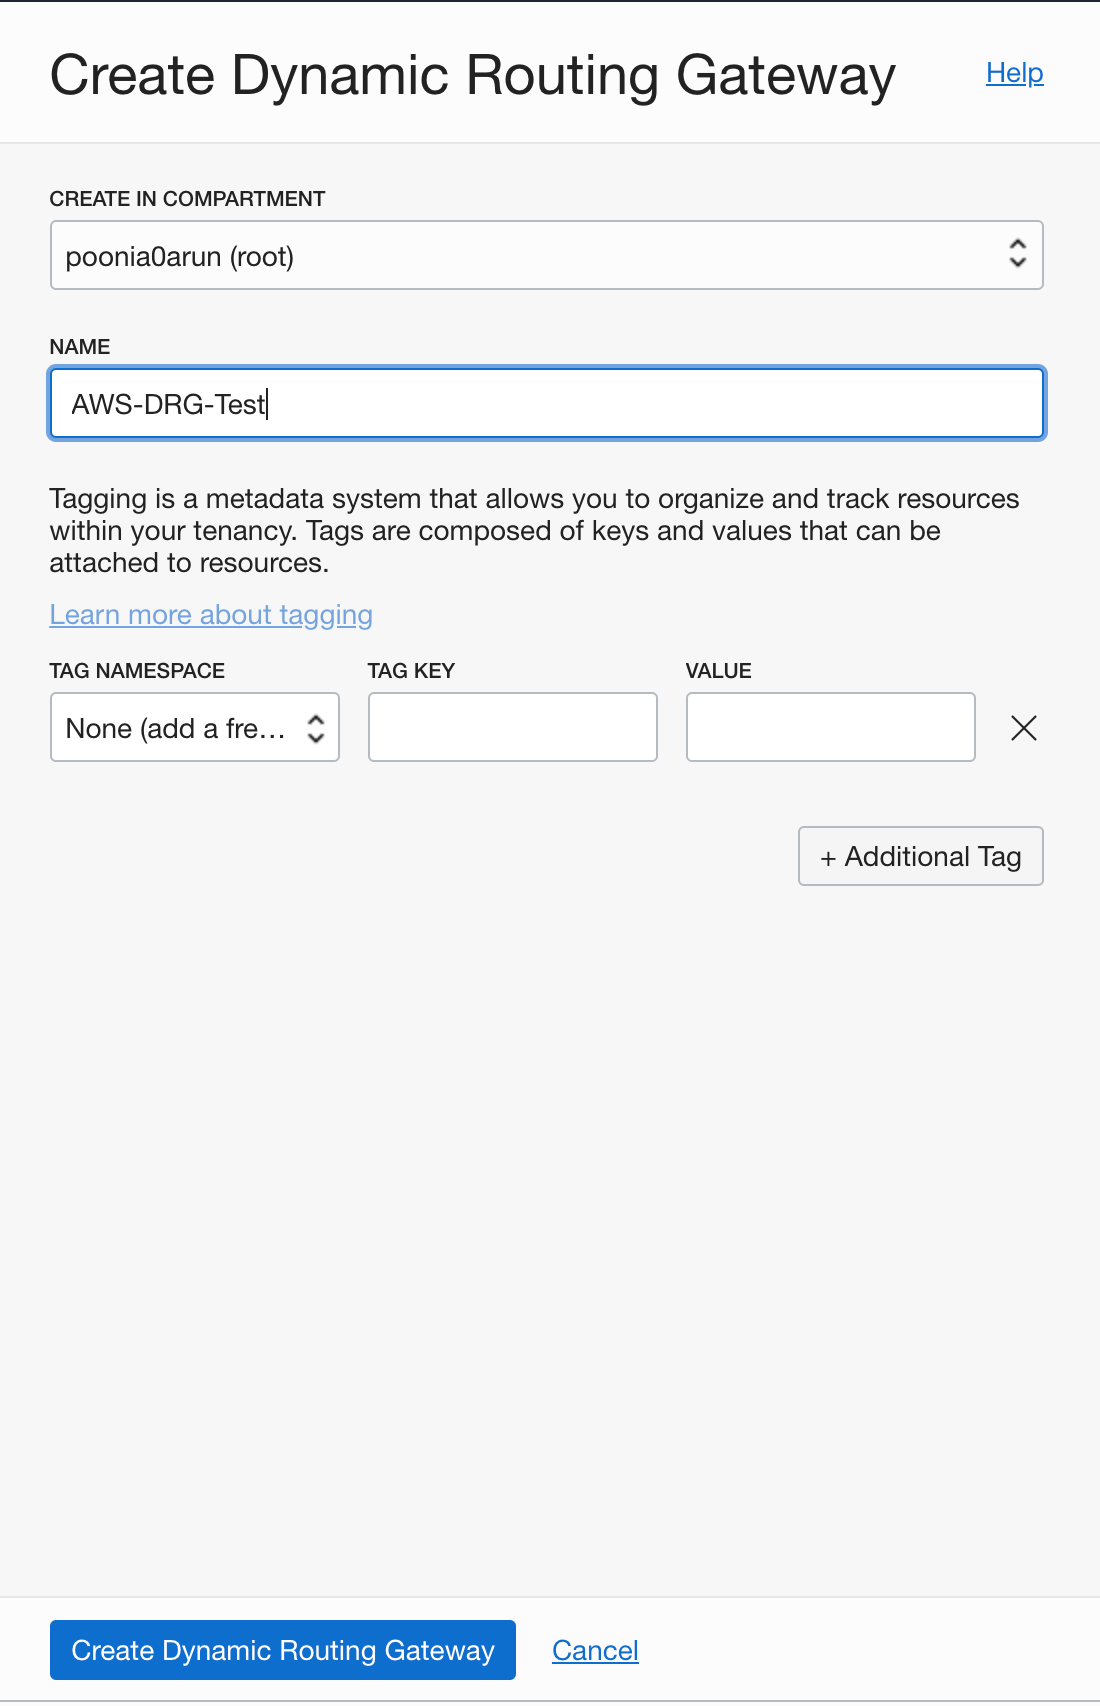 Create Dynamic Routing Gateway
Help
CREATE IN COMPARTMENT
poonia0arun (root)
NAME
AWS-DRG-Test
Tagging is a metadata system that allows you to organize and track resources
within your tenancy. Tags are composed of keys and values that can be
attached to resources.
Learn more about tagging
TAG NAMESPACE
TAG KEY
VALUE
None (add a fre...
+ Additional Tag
Create Dynamic Routing Gateway
Cancel